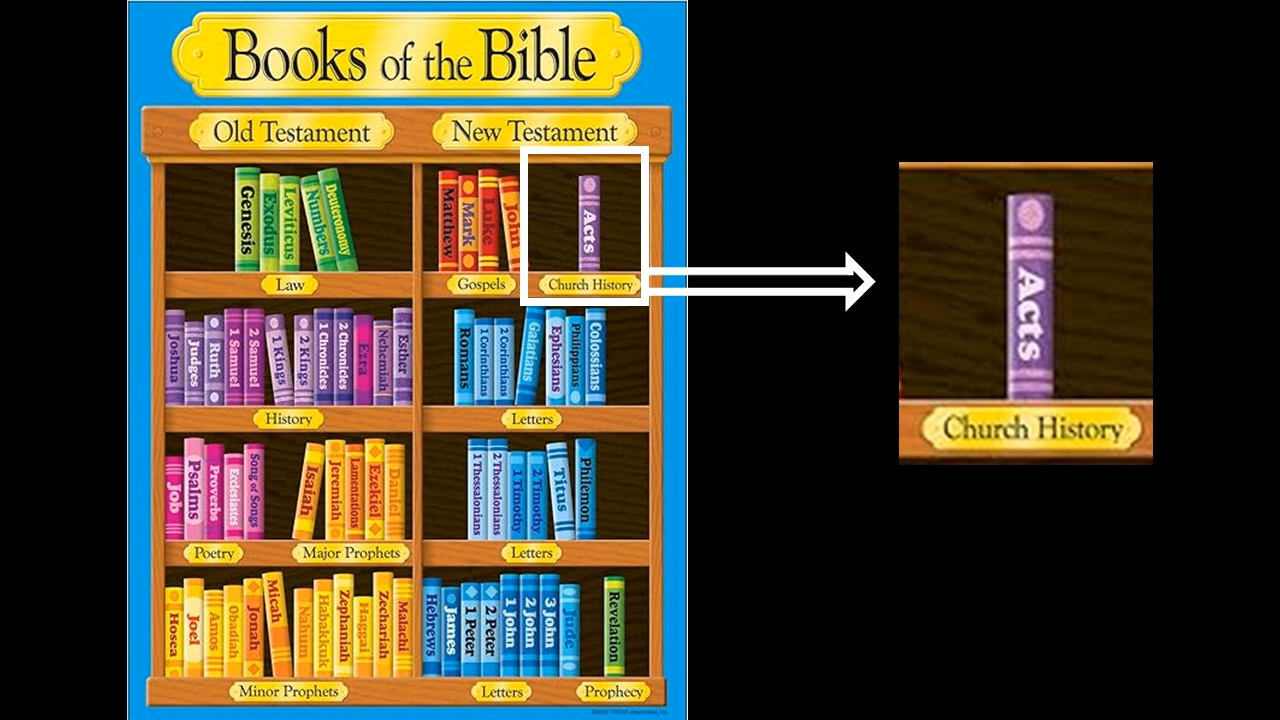 Books of the Bible
Old Testament
New Testament
Genesis
Exodus
Leviticus
Numbers
Deuteronomy
Law
Matthew
Mark
Luke
John
Gospels
Acts
Church History
Joshua
Judges
Ruth
1 Samuel
2 Samuel
1 Kings
2 Kings
1 Chronicles
2 Chronicles
Ezra
Nehemiah
Esther
History
Romans
1 Corinthians
2 Corinthians
Galatians
Ephesians
Philippians
Colossians
Letters
Job
Psalms
Proverbs
Ecclesiastes
Song of Songs
Poetry
Isaiah
Jeremiah
Lamentations
Ezekiel
Daniel
Major Prophets
1 Thessalonians
2 Thessalonians
1 Timothy
2 Timothy
Titus
Philemon
Letters
Hosea
Joel
Amos
Obadiah
Jonah
Micah
Nahum
Habakkuk
Zephaniah
Haggai
Zechariah
Malachi
Minor Prophets
Hebrews
James
1 Peter
2 Peter
1 John
2 John
3 John
Jude
Letters
Revelation
Prophecy
Acts
Church History